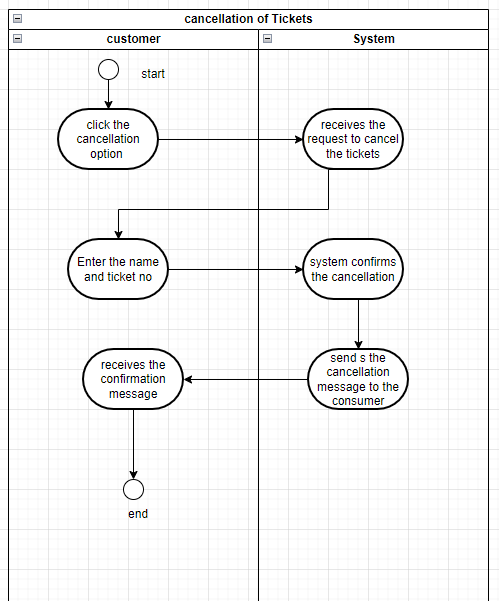 cancellation of Tickets
customer
System
start
click the
cancellation
option
receives the
request to cancel
the tickets
Enter the name
and ticket no
system confirms
the cancellation
receives the
confirmation
message
send s the
cancellation
message to the
consumer
end